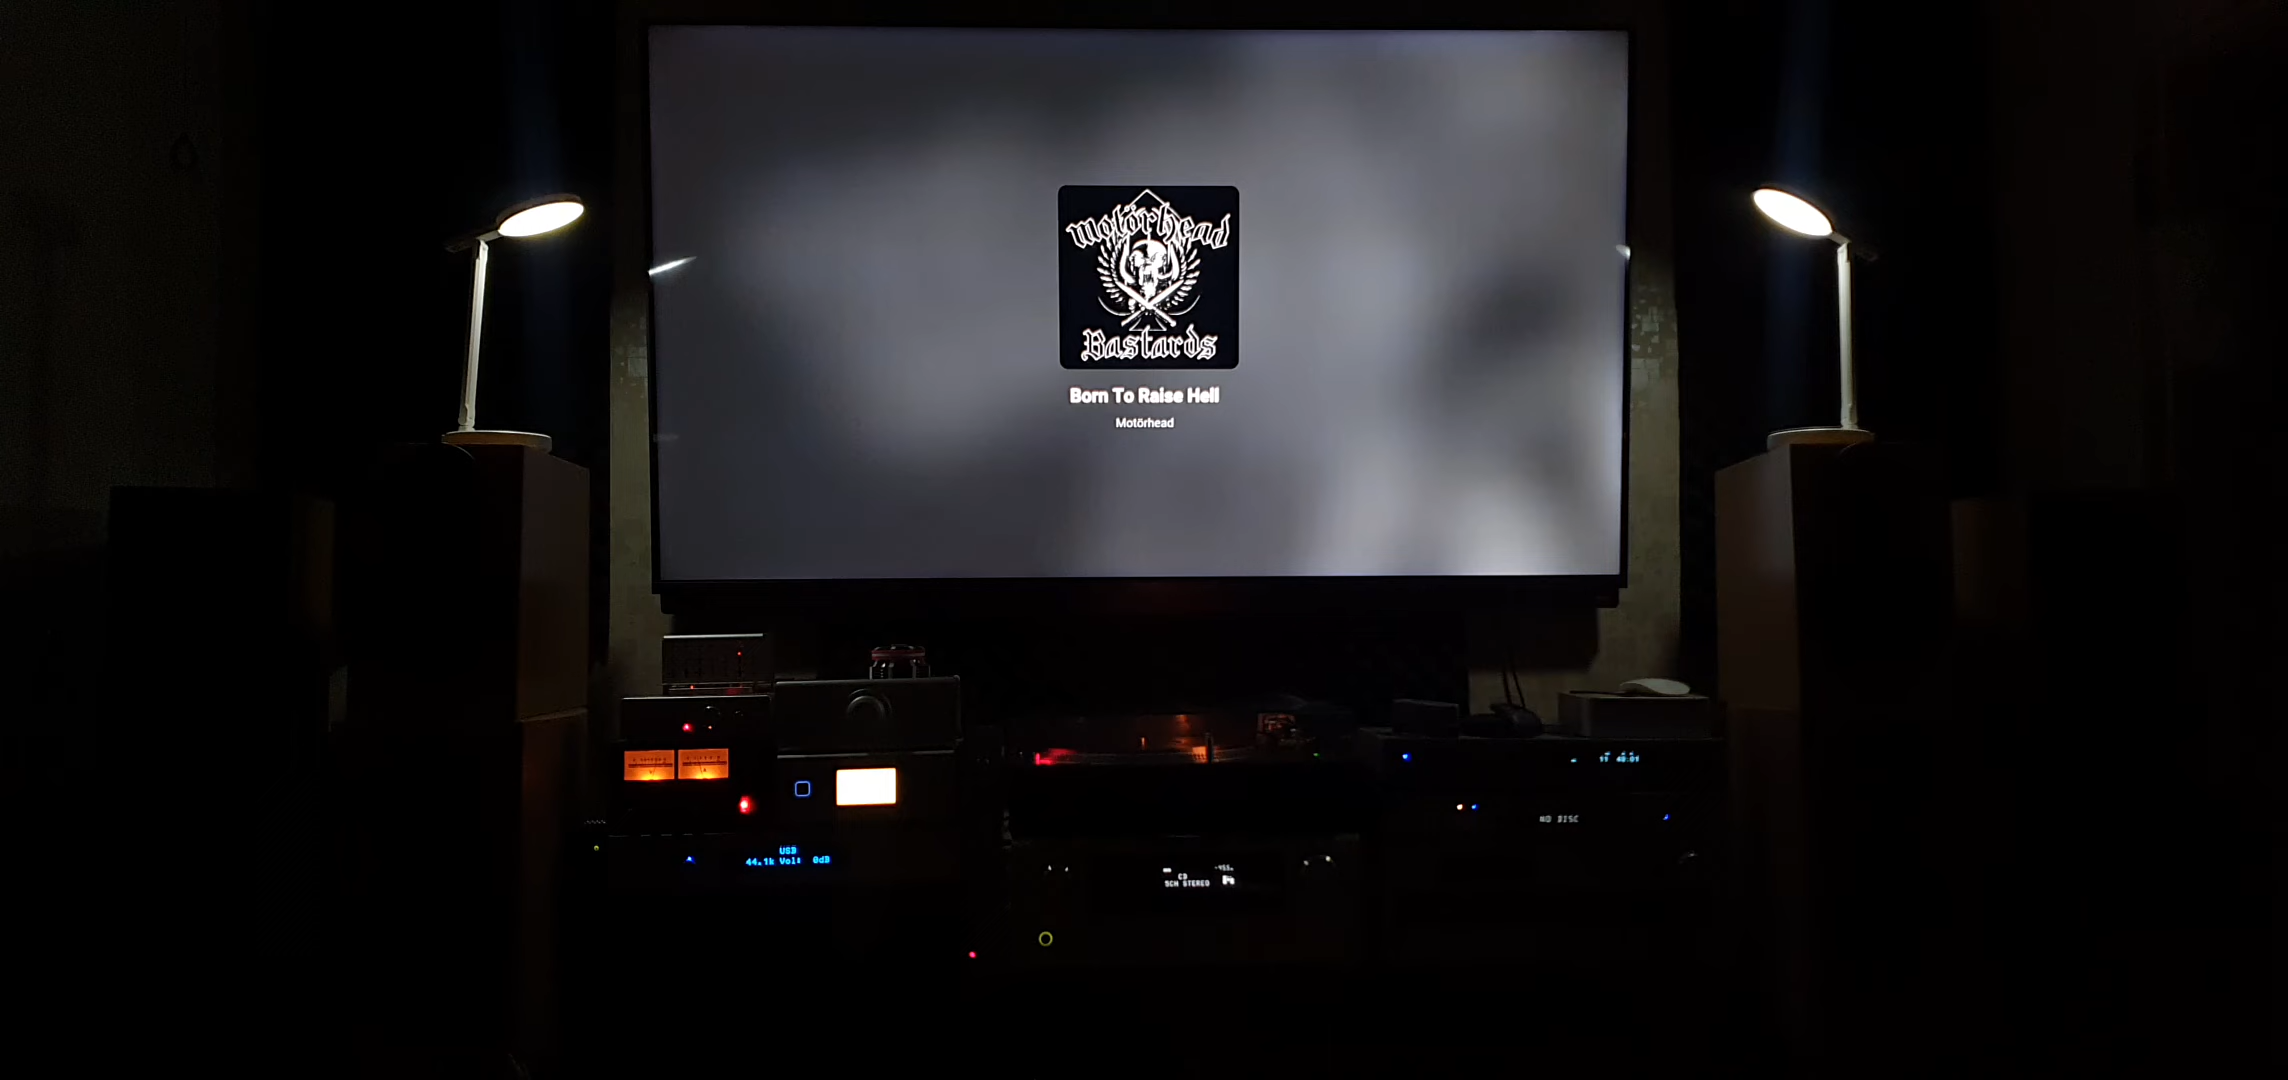 motörhead
Bastards
Born To Raise Hell
Motörhead
USB
44.1k Vol: 0dB
CD
5CH STEREO
NO DISC